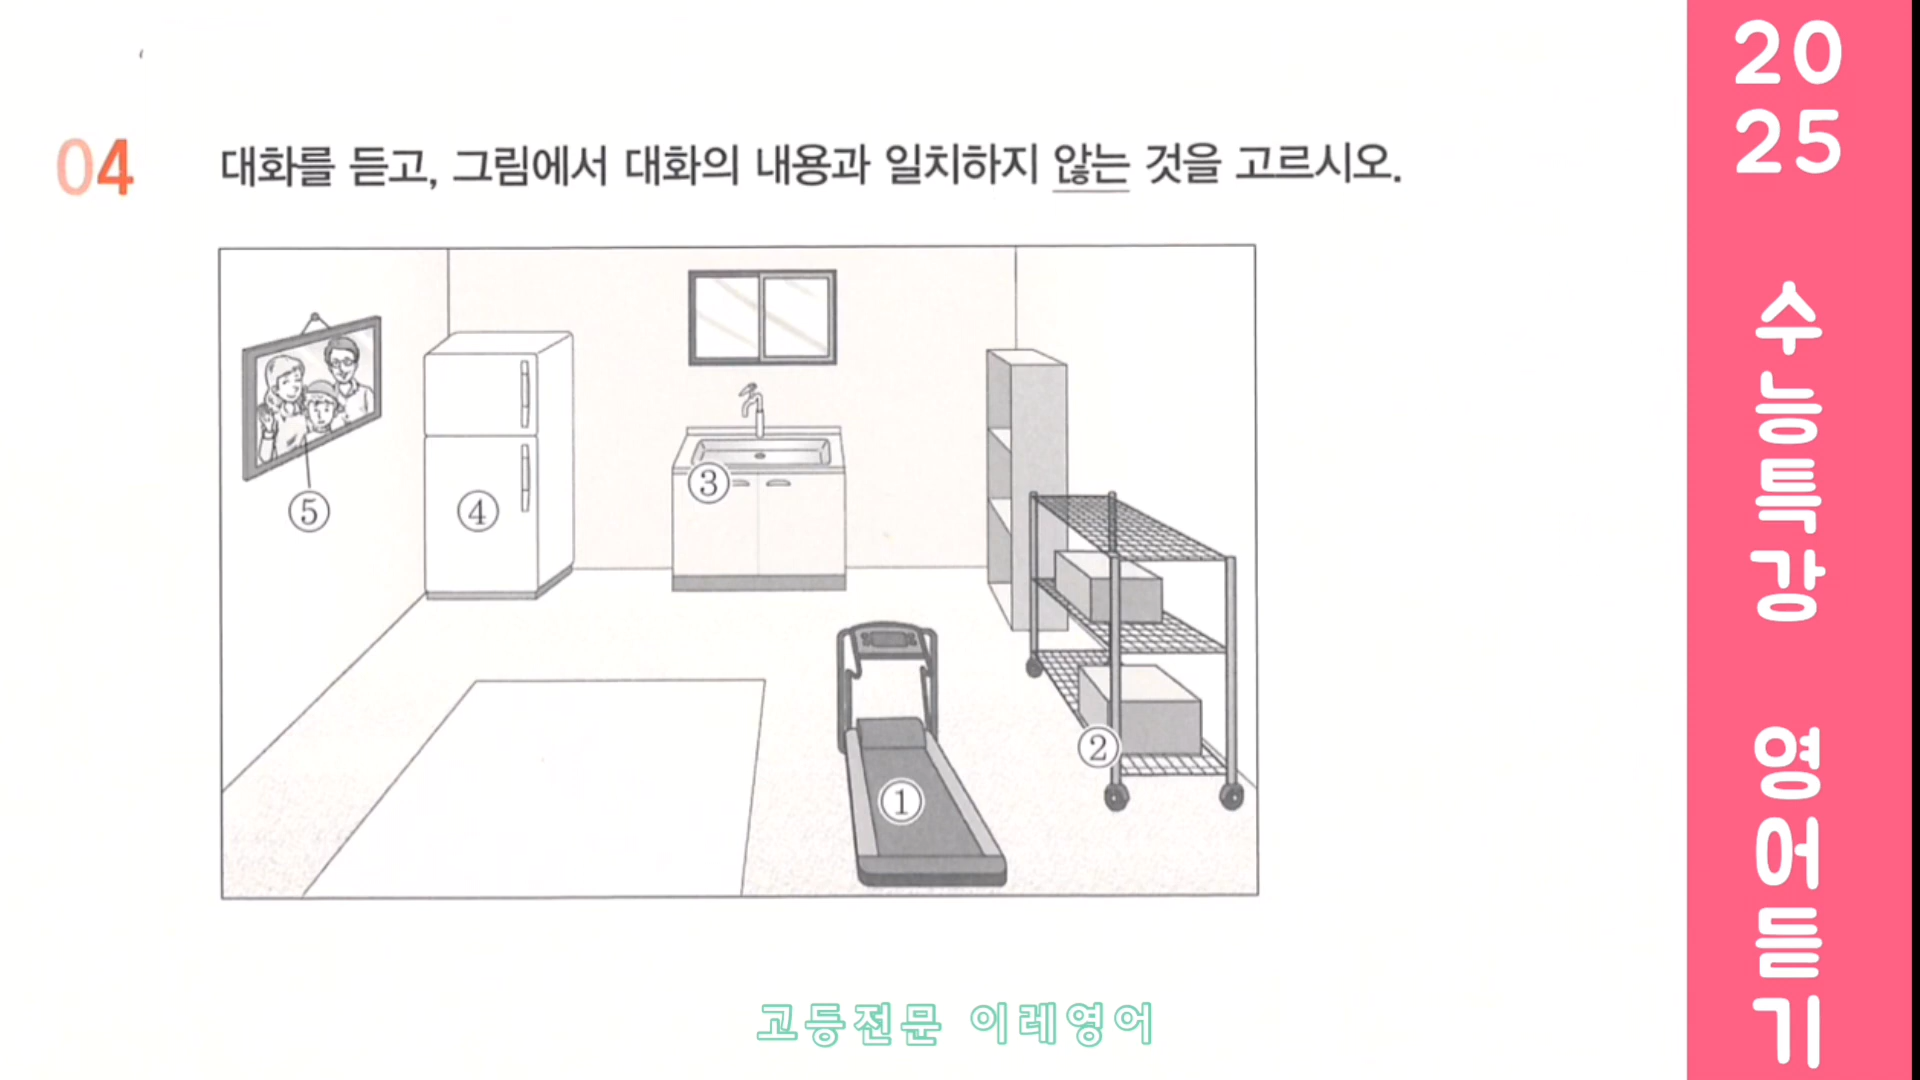 04 대화를 듣고, 그림에서 대화의 내용과 일치하지 않는 것을 고르시오.
⑤
④
③
②
①
고등전문 이레영어
20
25
수능특강 영어듣기